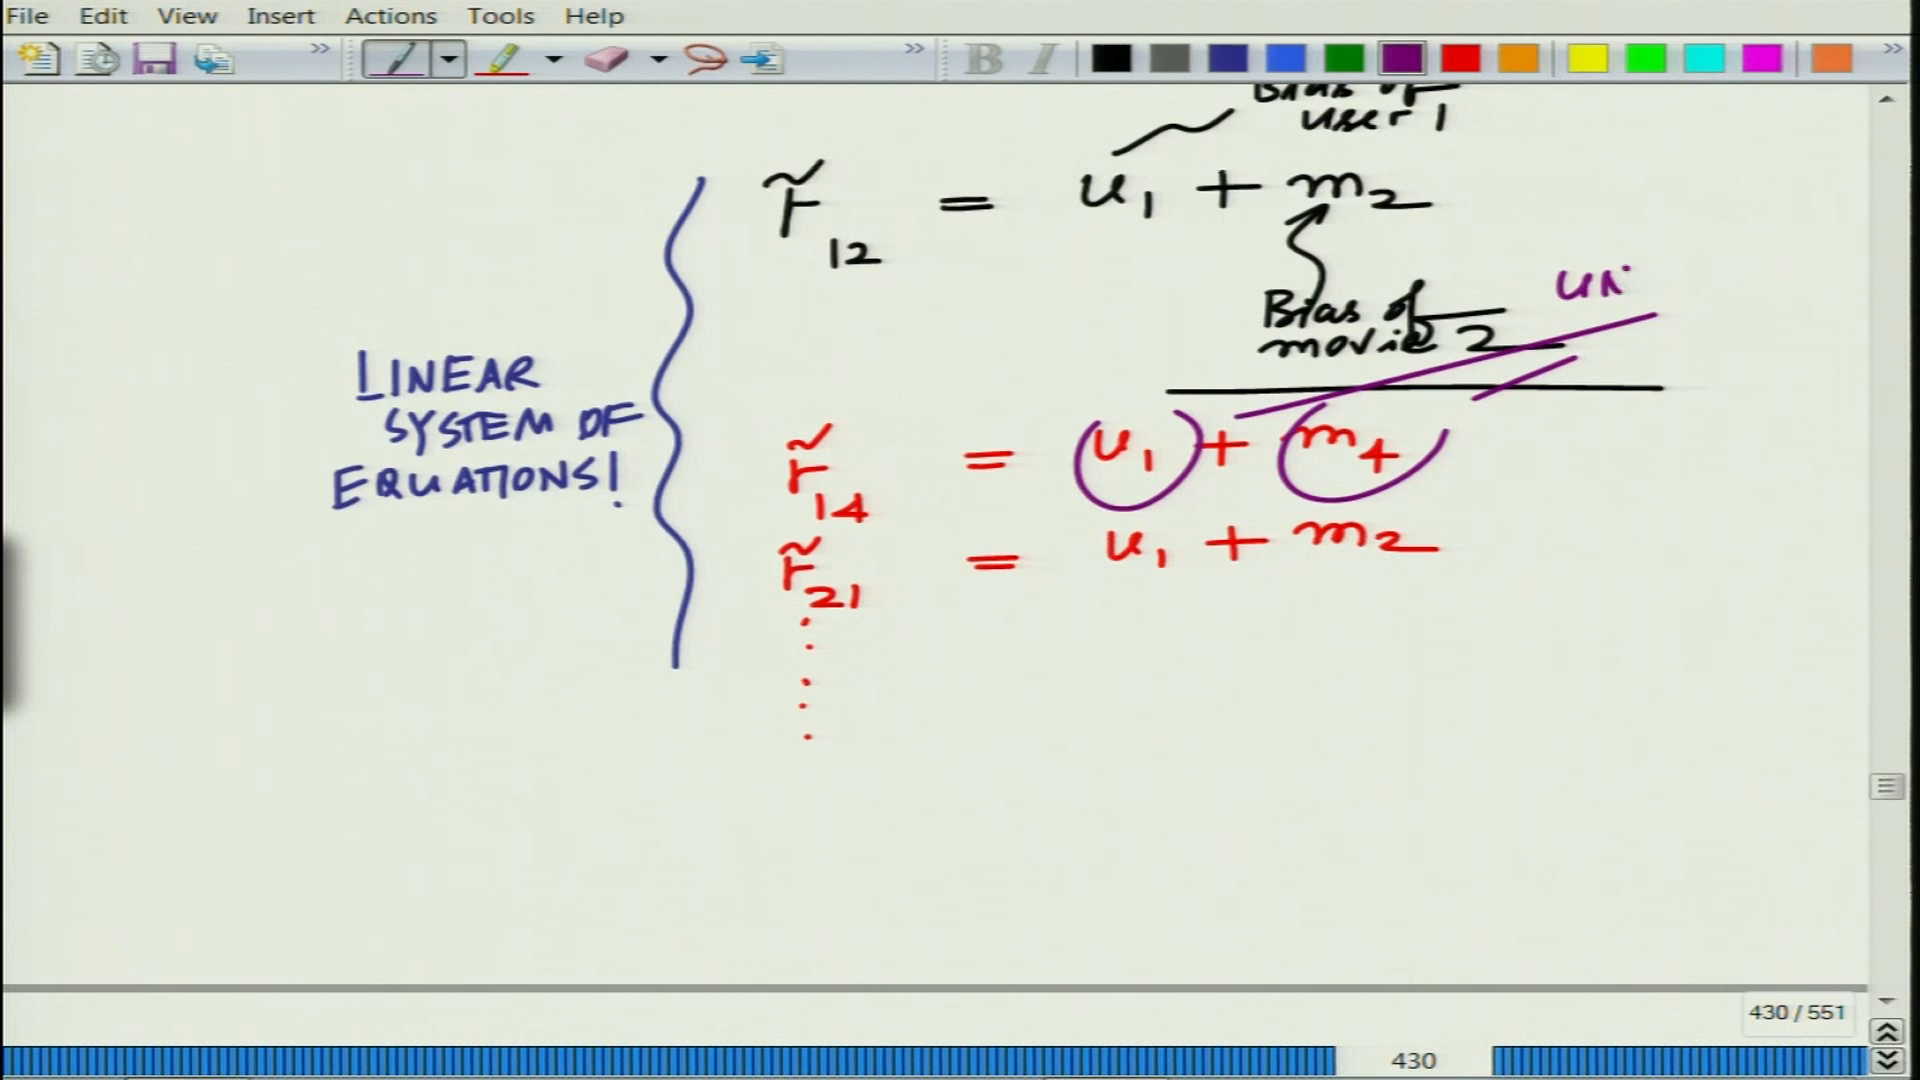 File Edit View Insert Actions Tools Help
B I
Bias of
user 1
r̃₁₂ = u₁ + m₂
Bias of
movie 2
un
LINEAR
SYSTEM OF
EQUATIONS!
r̃₁₄ = u₁ + m₄
r̃₂₁ = u₁ + m₂
430 / 551
430